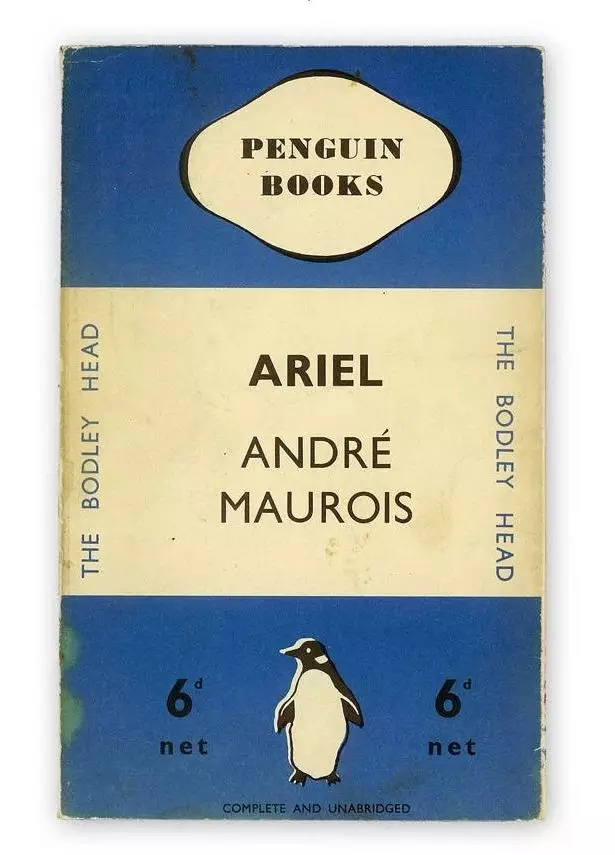 PENGUIN
BOOKS
THE BODLEY HEAD
ARIEL
ANDRÉ
MAUROIS
THE BODLEY HEAD
6d
net
6d
net
COMPLETE AND UNABRIDGED